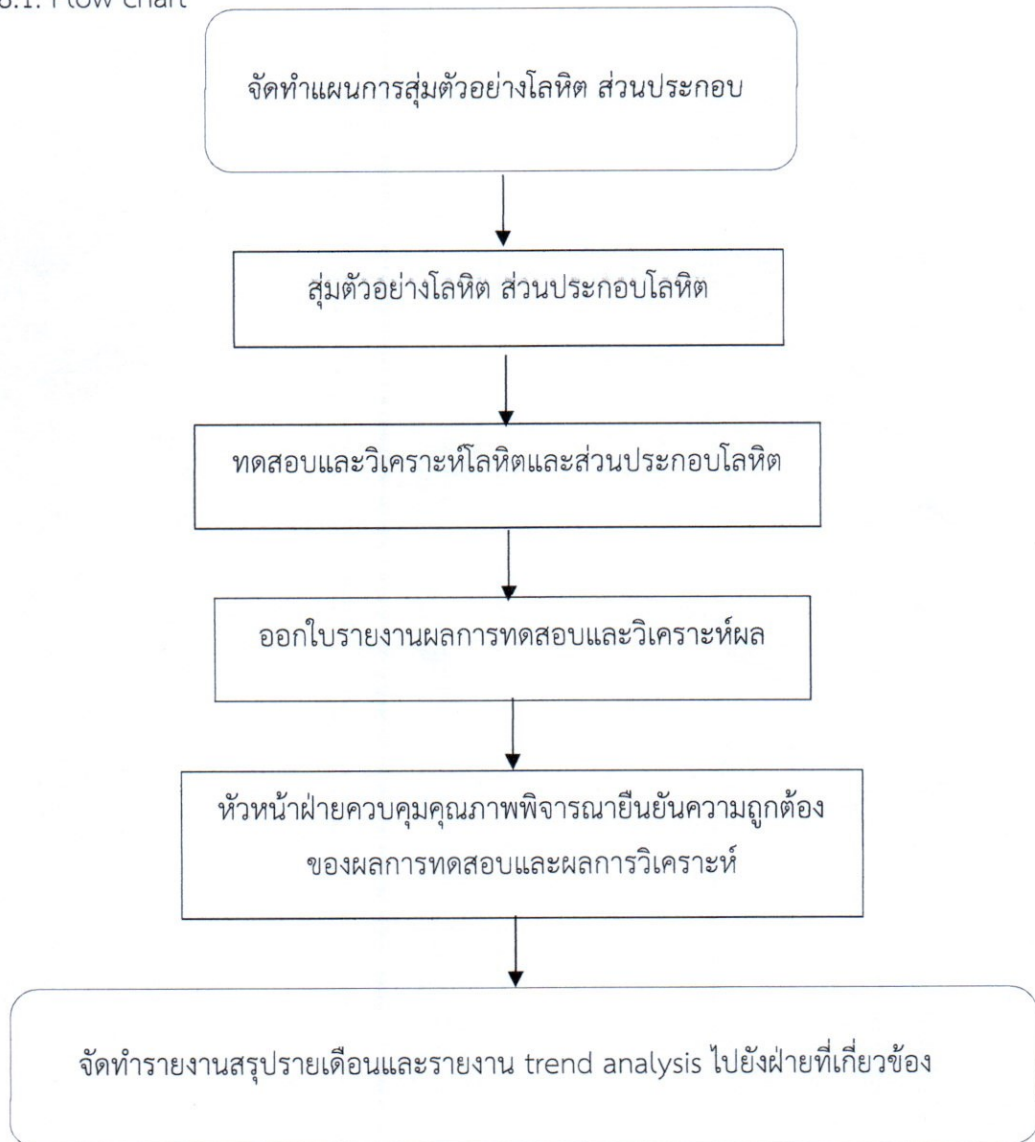 Flow chart
จัดทำแผนการสุ่มตัวอย่างโลหิต ส่วนประกอบ
สุ่มตัวอย่างโลหิต ส่วนประกอบโลหิต
ทดสอบและวิเคราะห์โลหิตและส่วนประกอบโลหิต
ออกใบรายงานผลการทดสอบและวิเคราะห์ผล
หัวหน้าฝ่ายควบคุมคุณภาพพิจารณายืนยันความถูกต้อง
ของผลการทดสอบและผลการวิเคราะห์
จัดทำรายงานสรุปรายเดือนและรายงาน trend analysis ไปยังฝ่ายที่เกี่ยวข้อง